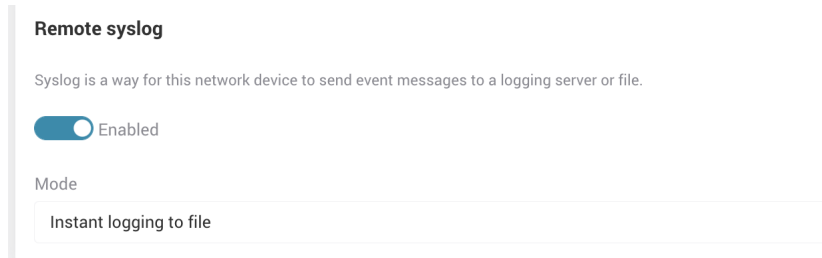 Remote syslog
Syslog is a way for this network device to send event messages to a logging server or file.
Enabled
Mode
Instant logging to file